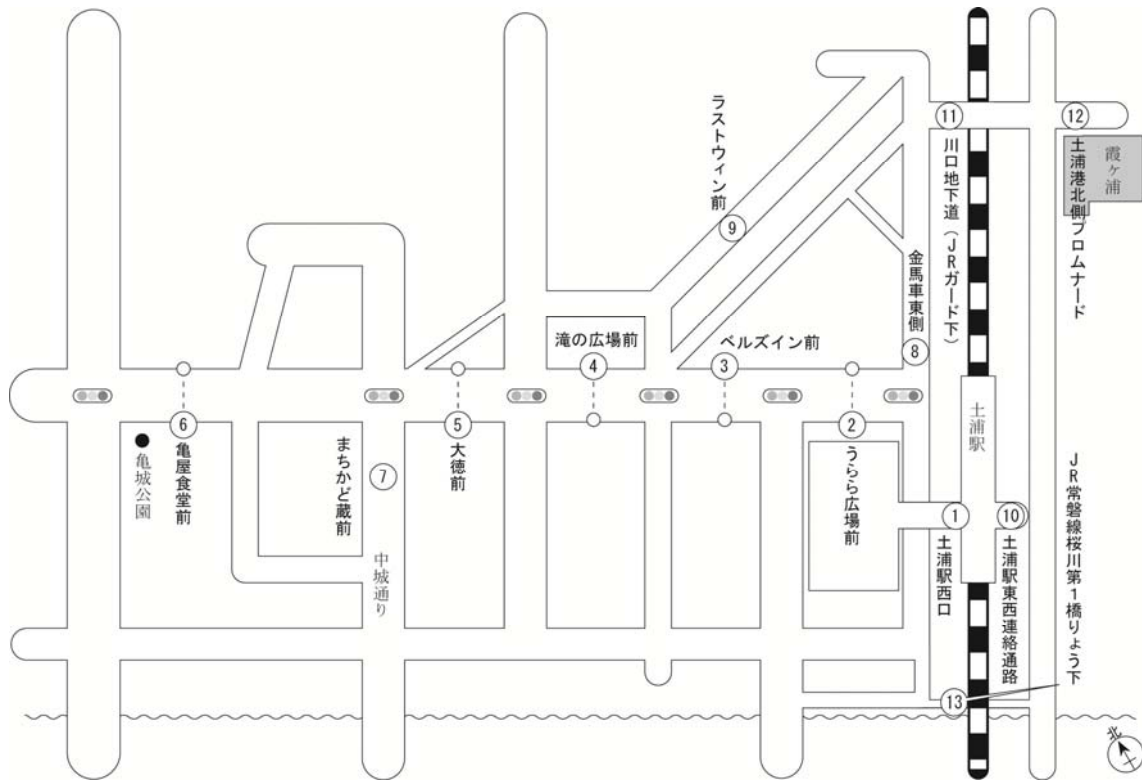 ラストウィン前
⑨
⑪
川口地下道（JRガード下）
⑫
土浦港北側プロムナード
霞ヶ浦
金馬車東側
⑧
滝の広場前
④
ベルズイン前
③
⑥
亀屋食堂前
亀城公園
まちかど蔵前
⑦
中城通り
⑤
大徳前
②
うらら広場前
土浦駅
①
土浦駅西口
⑩
土浦駅東西連絡通路
JR常磐線桜川第1橋りょう下
⑬
北